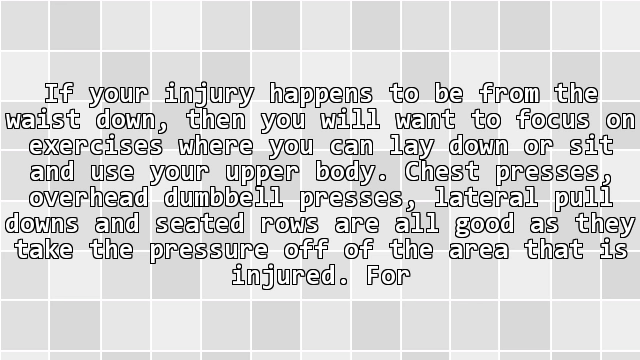 If your injury happens to be from the
waist down, then you will want to focus on
exercises where you can lay down or sit
and use your upper body. Chest presses,
overhead dumbbell presses, lateral pull
downs and seated rows are all good as they
take the pressure off of the area that is
injured. For